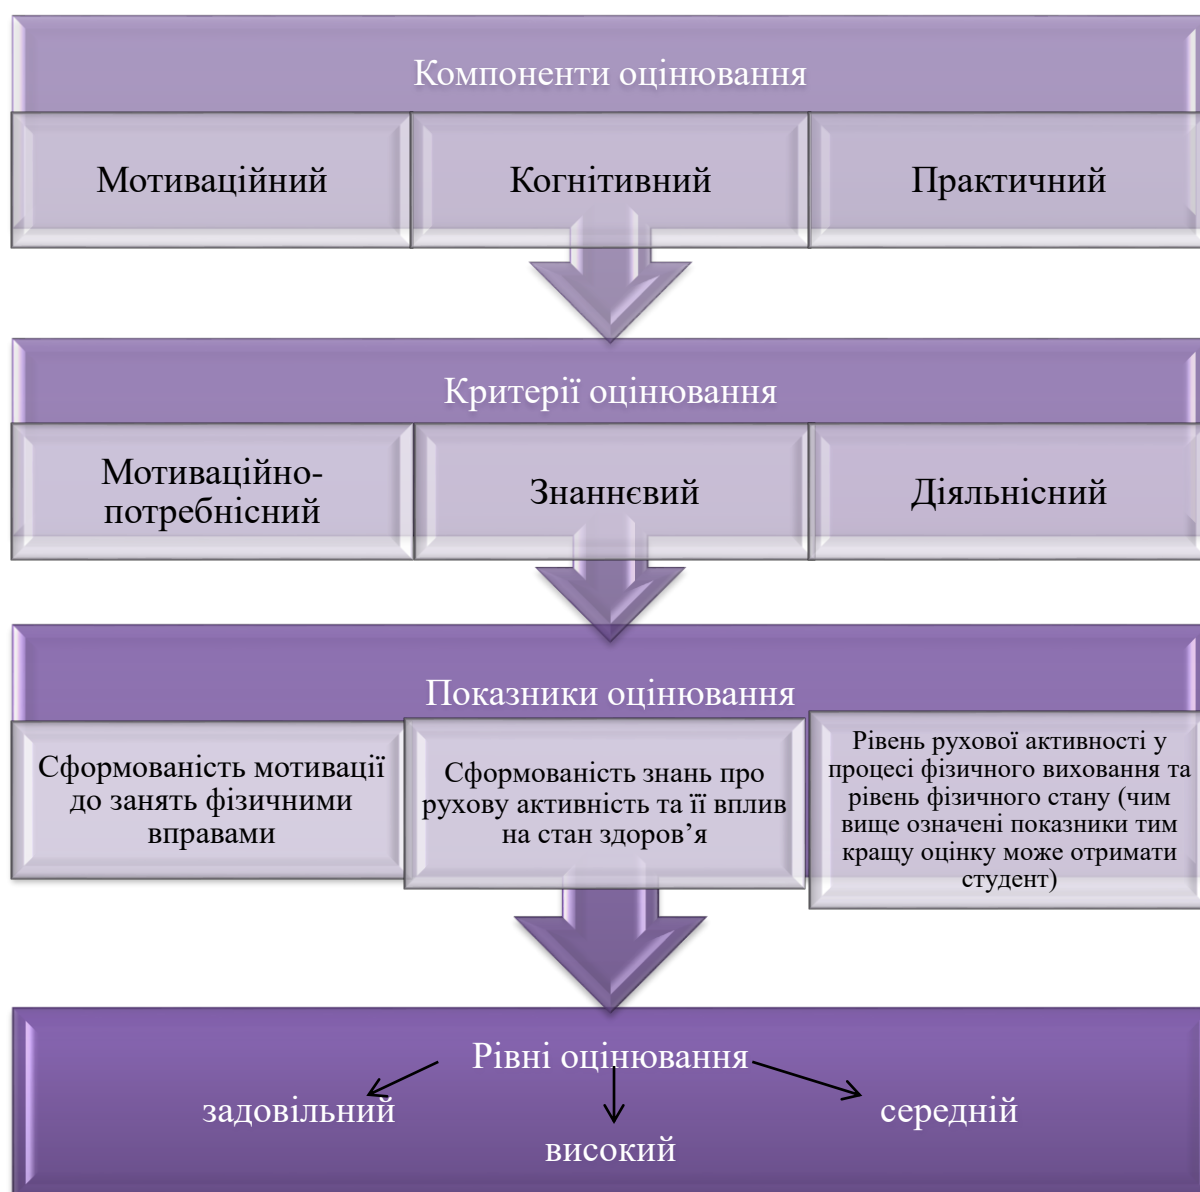 Компоненти оцінювання
Мотиваційний
Когнітивний
Практичний
Критерії оцінювання
Мотиваційно-
потребнісний
Знаннєвий
Діяльнісний
Показники оцінювання
Сформованість мотивації
до занять фізичними
вправами
Сформованість знань про
рухову активність та її вплив
на стан здоров’я
Рівень рухової активності у
процесі фізичного виховання та
рівень фізичного стану (чим
вище означені показники тим
кращу оцінку може отримати
студент)
Рівні оцінювання
задовільний
високий
середній